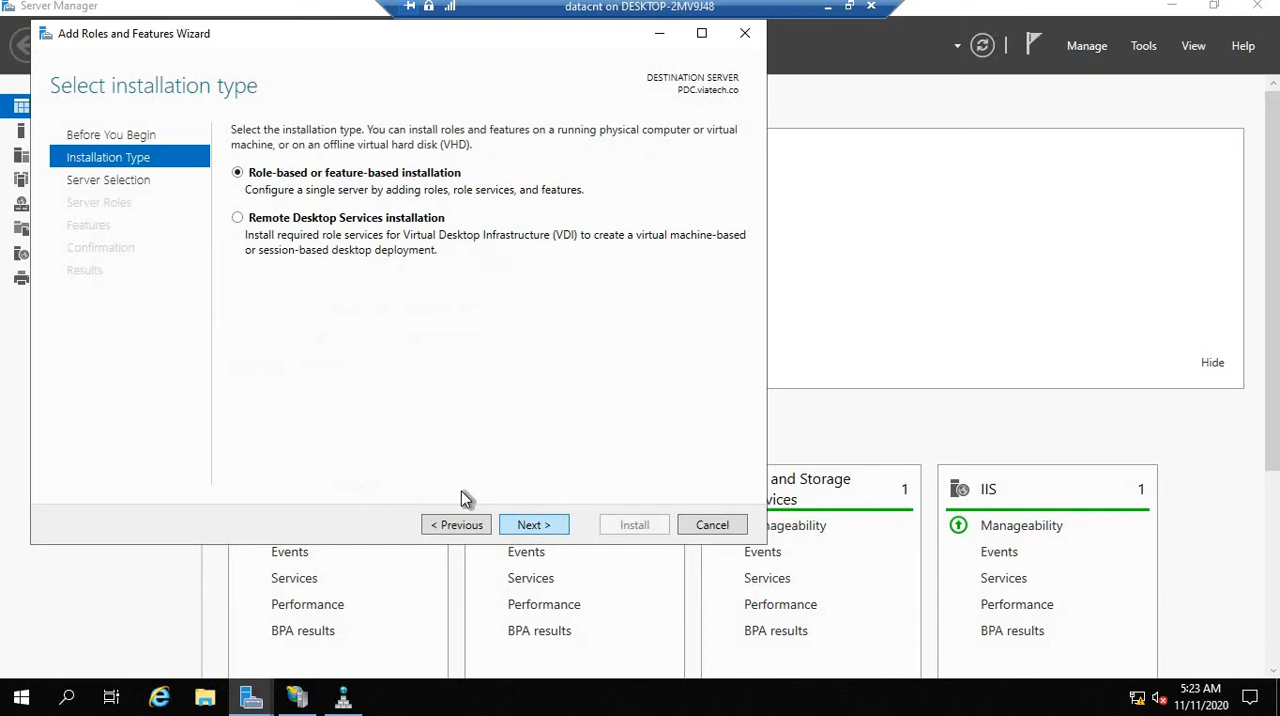 Server Manager
datacnt on DESKTOP-2MV9J48
Add Roles and Features Wizard
Manage
Tools
View
Help
Select installation type
DESTINATION SERVER
PDC.viatech.co
Before You Begin
Installation Type
Server Selection
Server Roles
Features
Confirmation
Results
Select the installation type. You can install roles and features on a running physical computer or virtual
machine, or on an offline virtual hard disk (VHD).
Role-based or feature-based installation
Configure a single server by adding roles, role services, and features.
Remote Desktop Services installation
Install required role services for Virtual Desktop Infrastructure (VDI) to create a virtual machine-based
or session-based desktop deployment.
Hide
< Previous
Next >
Install
Cancel
and Storage
vices
1
IIS
1
nageability
Manageability
Events
Events
Events
Events
Services
Services
Services
Services
Performance
Performance
Performance
Performance
BPA results
BPA results
BPA results
BPA results
5:23 AM
11/11/2020